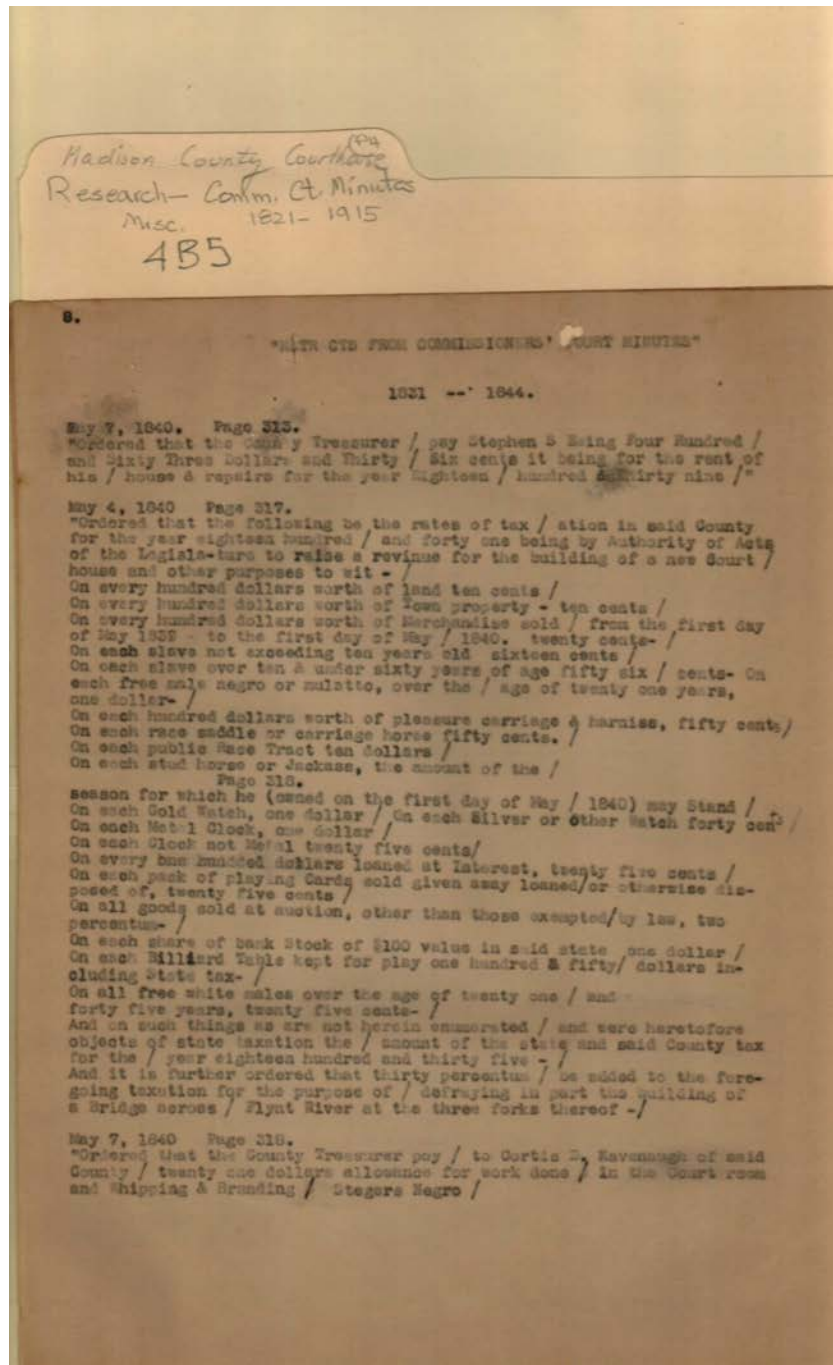 Madison County Courthouse
Research- Comm. Ct. Minutes
Misc. 1821- 1915
4B5
8.
FROM COMMISSIONERS' COURT MINUTES"
1831 -- 1844.
May 7, 1840. Page 313.
"Ordered that the County Treasurer / pay Stephen S Ewing Four Hundred /
and Sixty Three Dollars and Thirty / Six cents it being for the rent of
his / house & repairs for the year Eighteen / hundred & Thirty nine /"
May 4, 1840 Page 317.
"Ordered that the following be the rates of tax / ation in said County
for the year eighteen hundred / and forty one being by Authority of Acts
of the Legisla-ture to raise a revinue for the building of a new Court /
house and other purposes to wit - /
On every hundred dollars worth of land ten cents /
On every hundred dollars worth of Town property - ten cents /
On every hundred dollars worth of Merchandise sold / from the first day
of May 1839 - to the first day of May / 1840. twenty cents- /
On each slave not exceeding ten years old sixteen cents /
On each slave over ten & under sixty years of age fifty six / cents- On
each free male negro or mulatto, over the / age of twenty one years,
one dollar- /
On each hundred dollars worth of pleasure carriage & harniss, fifty cents/
On each race saddle or carriage horse fifty cents. /
On each public Race Tract ten dollars /
On each stud horse or Jackass, the amount of the /
Page 318.
season for which he (owned on the first day of May / 1840) may Stand /
On each Gold Watch, one dollar / On each Silver or other Watch forty cents /
On each Metal Clock, one dollar /
On each Clock not Metal twenty five cents/
On every one hundded dollars loaned at Interest, twenty five cents /
On each pack of playing Cards sold given away loaned/or otherwise dis-
posed of, twenty five cents /
On all goods sold at auction, other than those exempted/by law, two
percentum- /
On each share of bank Stock of $100 value in said state one dollar /
On each Billiard Table kept for play one hundred & fifty/ dollars in-
cluding State tax- /
On all free white males over the age of twenty one / and
forty five years, twenty five cents- /
And on such things as are not herein enumerated / and were heretofore
objects of state taxation the / amount of the state and said County tax
for the / year eighteen hundred and thirty five - /
And it is further ordered that thirty percentum / be added to the fore-
going taxation for the purpose of / defraying in part the building of
a Bridge across / Flynt River at the three forks thereof -/
May 7, 1840 Page 318.
"Ordered that the County Treasurer pay / to Curtis Kavenaugh of said
County / twenty one dollars allowance for work done / in the Court room
and Whipping & Branding / Stegers Negro /